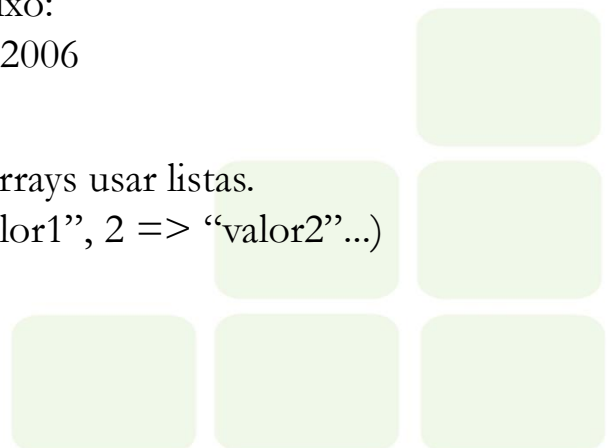 ixo:
2006
rrays usar listas.
lor1”, 2 => “valor2”...)